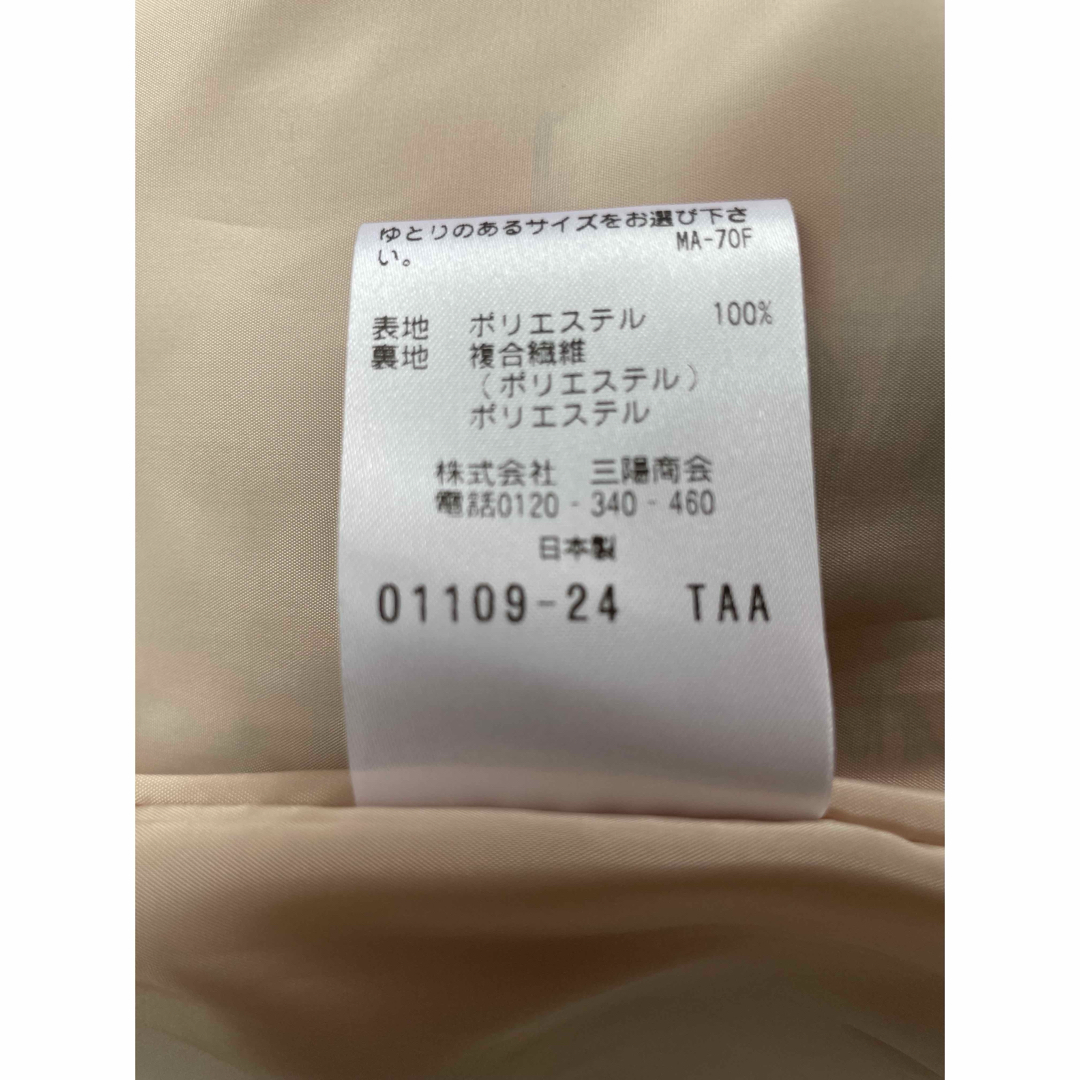 ゆとりのあるサイズをお選び下さ
い。 MA-70F
表地 ポリエステル 100%
裏地 複合繊維
(ポリエステル)
ポリエステル
株式会社 三陽商会
電話0120-340-460
日本製
01109-24 TAA